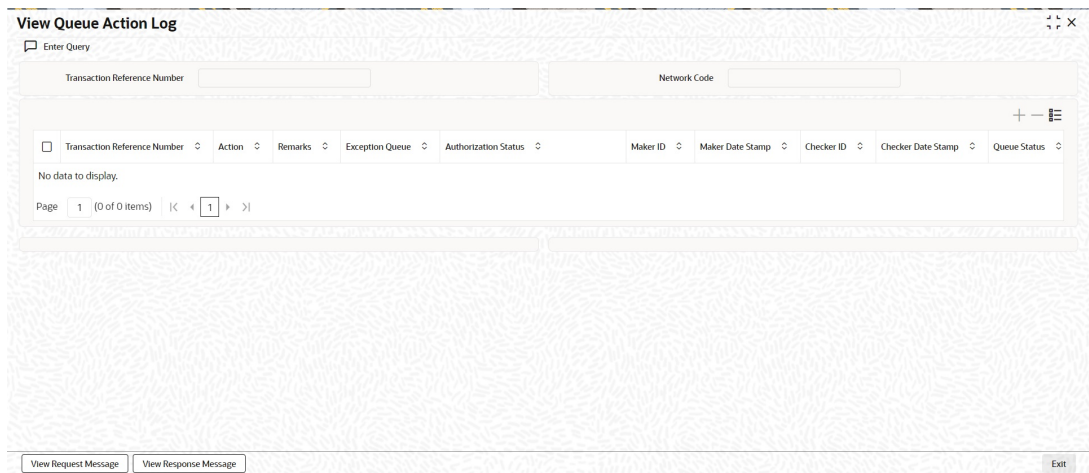 View Queue Action Log
Enter Query
Transaction Reference Number
Network Code
Transaction Reference Number Action Remarks Exception Queue Authorization Status Maker ID Maker Date Stamp Checker ID Checker Date Stamp Queue Status
No data to display.
Page 1 (0 of 0 items) 1
View Request Message View Response Message Exit